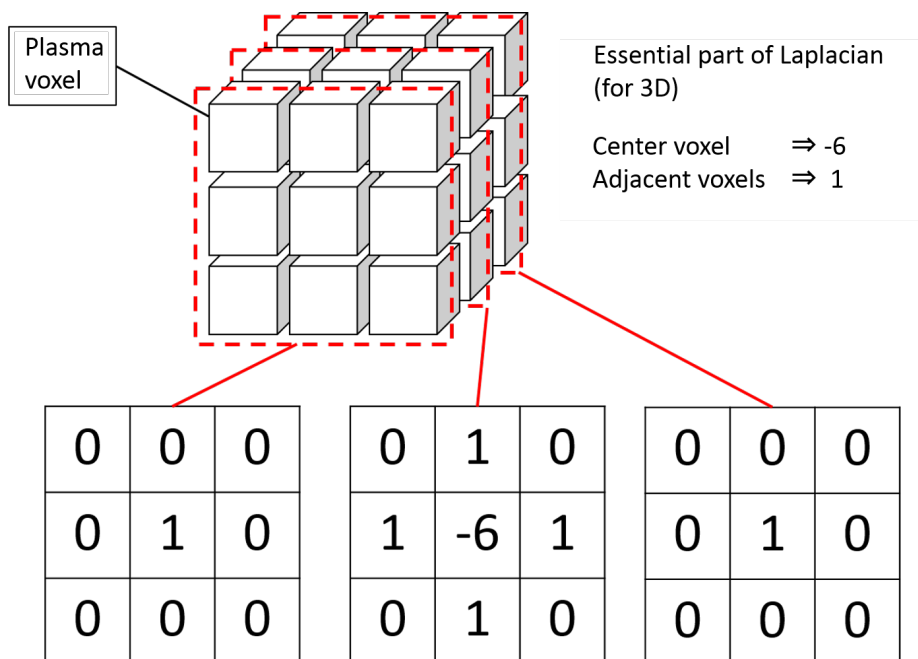 Plasma
voxel
Essential part of Laplacian
(for 3D)
Center voxel ⇒ -6
Adjacent voxels ⇒ 1
0 0 0
0 1 0
0 0 0
0 1 0
1 -6 1
0 1 0
0 0 0
0 1 0
0 0 0